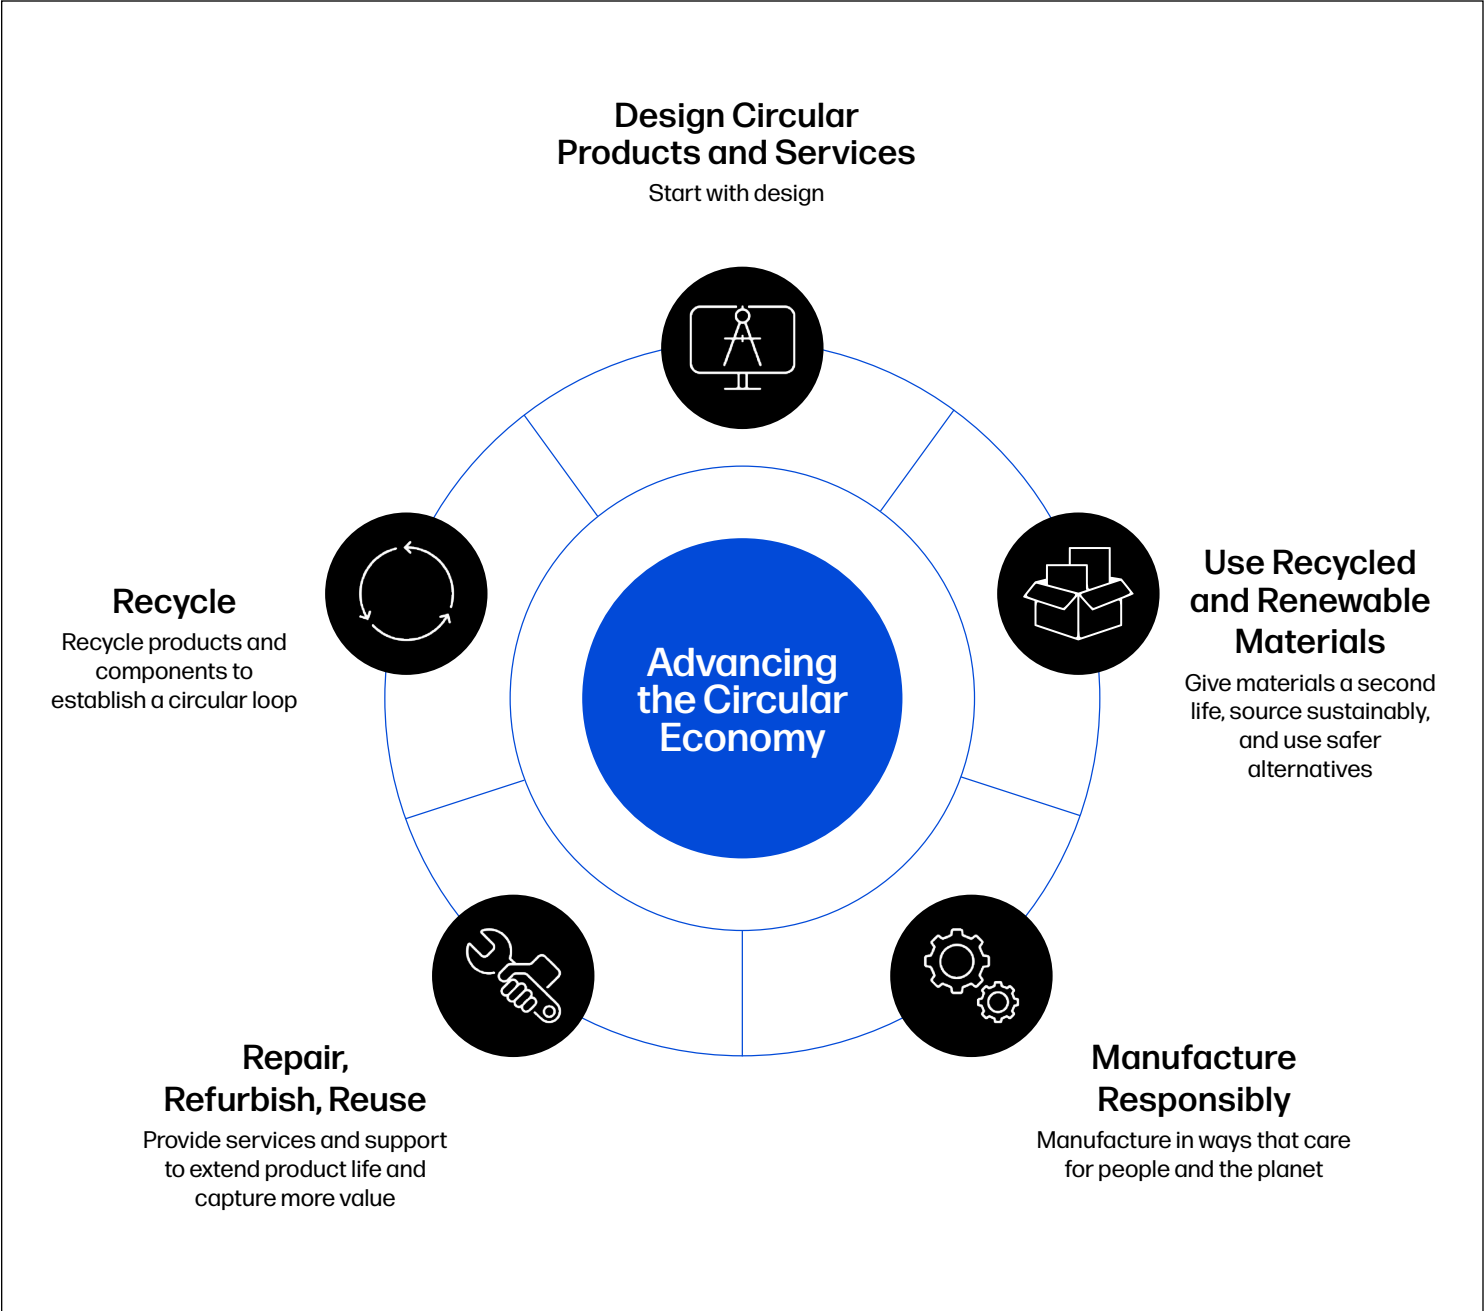 Design Circular
Products and Services
Start with design
Use Recycled
and Renewable
Materials
Give materials a second
life, source sustainably,
and use safer
alternatives
Manufacture
Responsibly
Manufacture in ways that care
for people and the planet
Repair,
Refurbish, Reuse
Provide services and support
to extend product life and
capture more value
Recycle
Recycle products and
components to
establish a circular loop
Advancing
the Circular
Economy